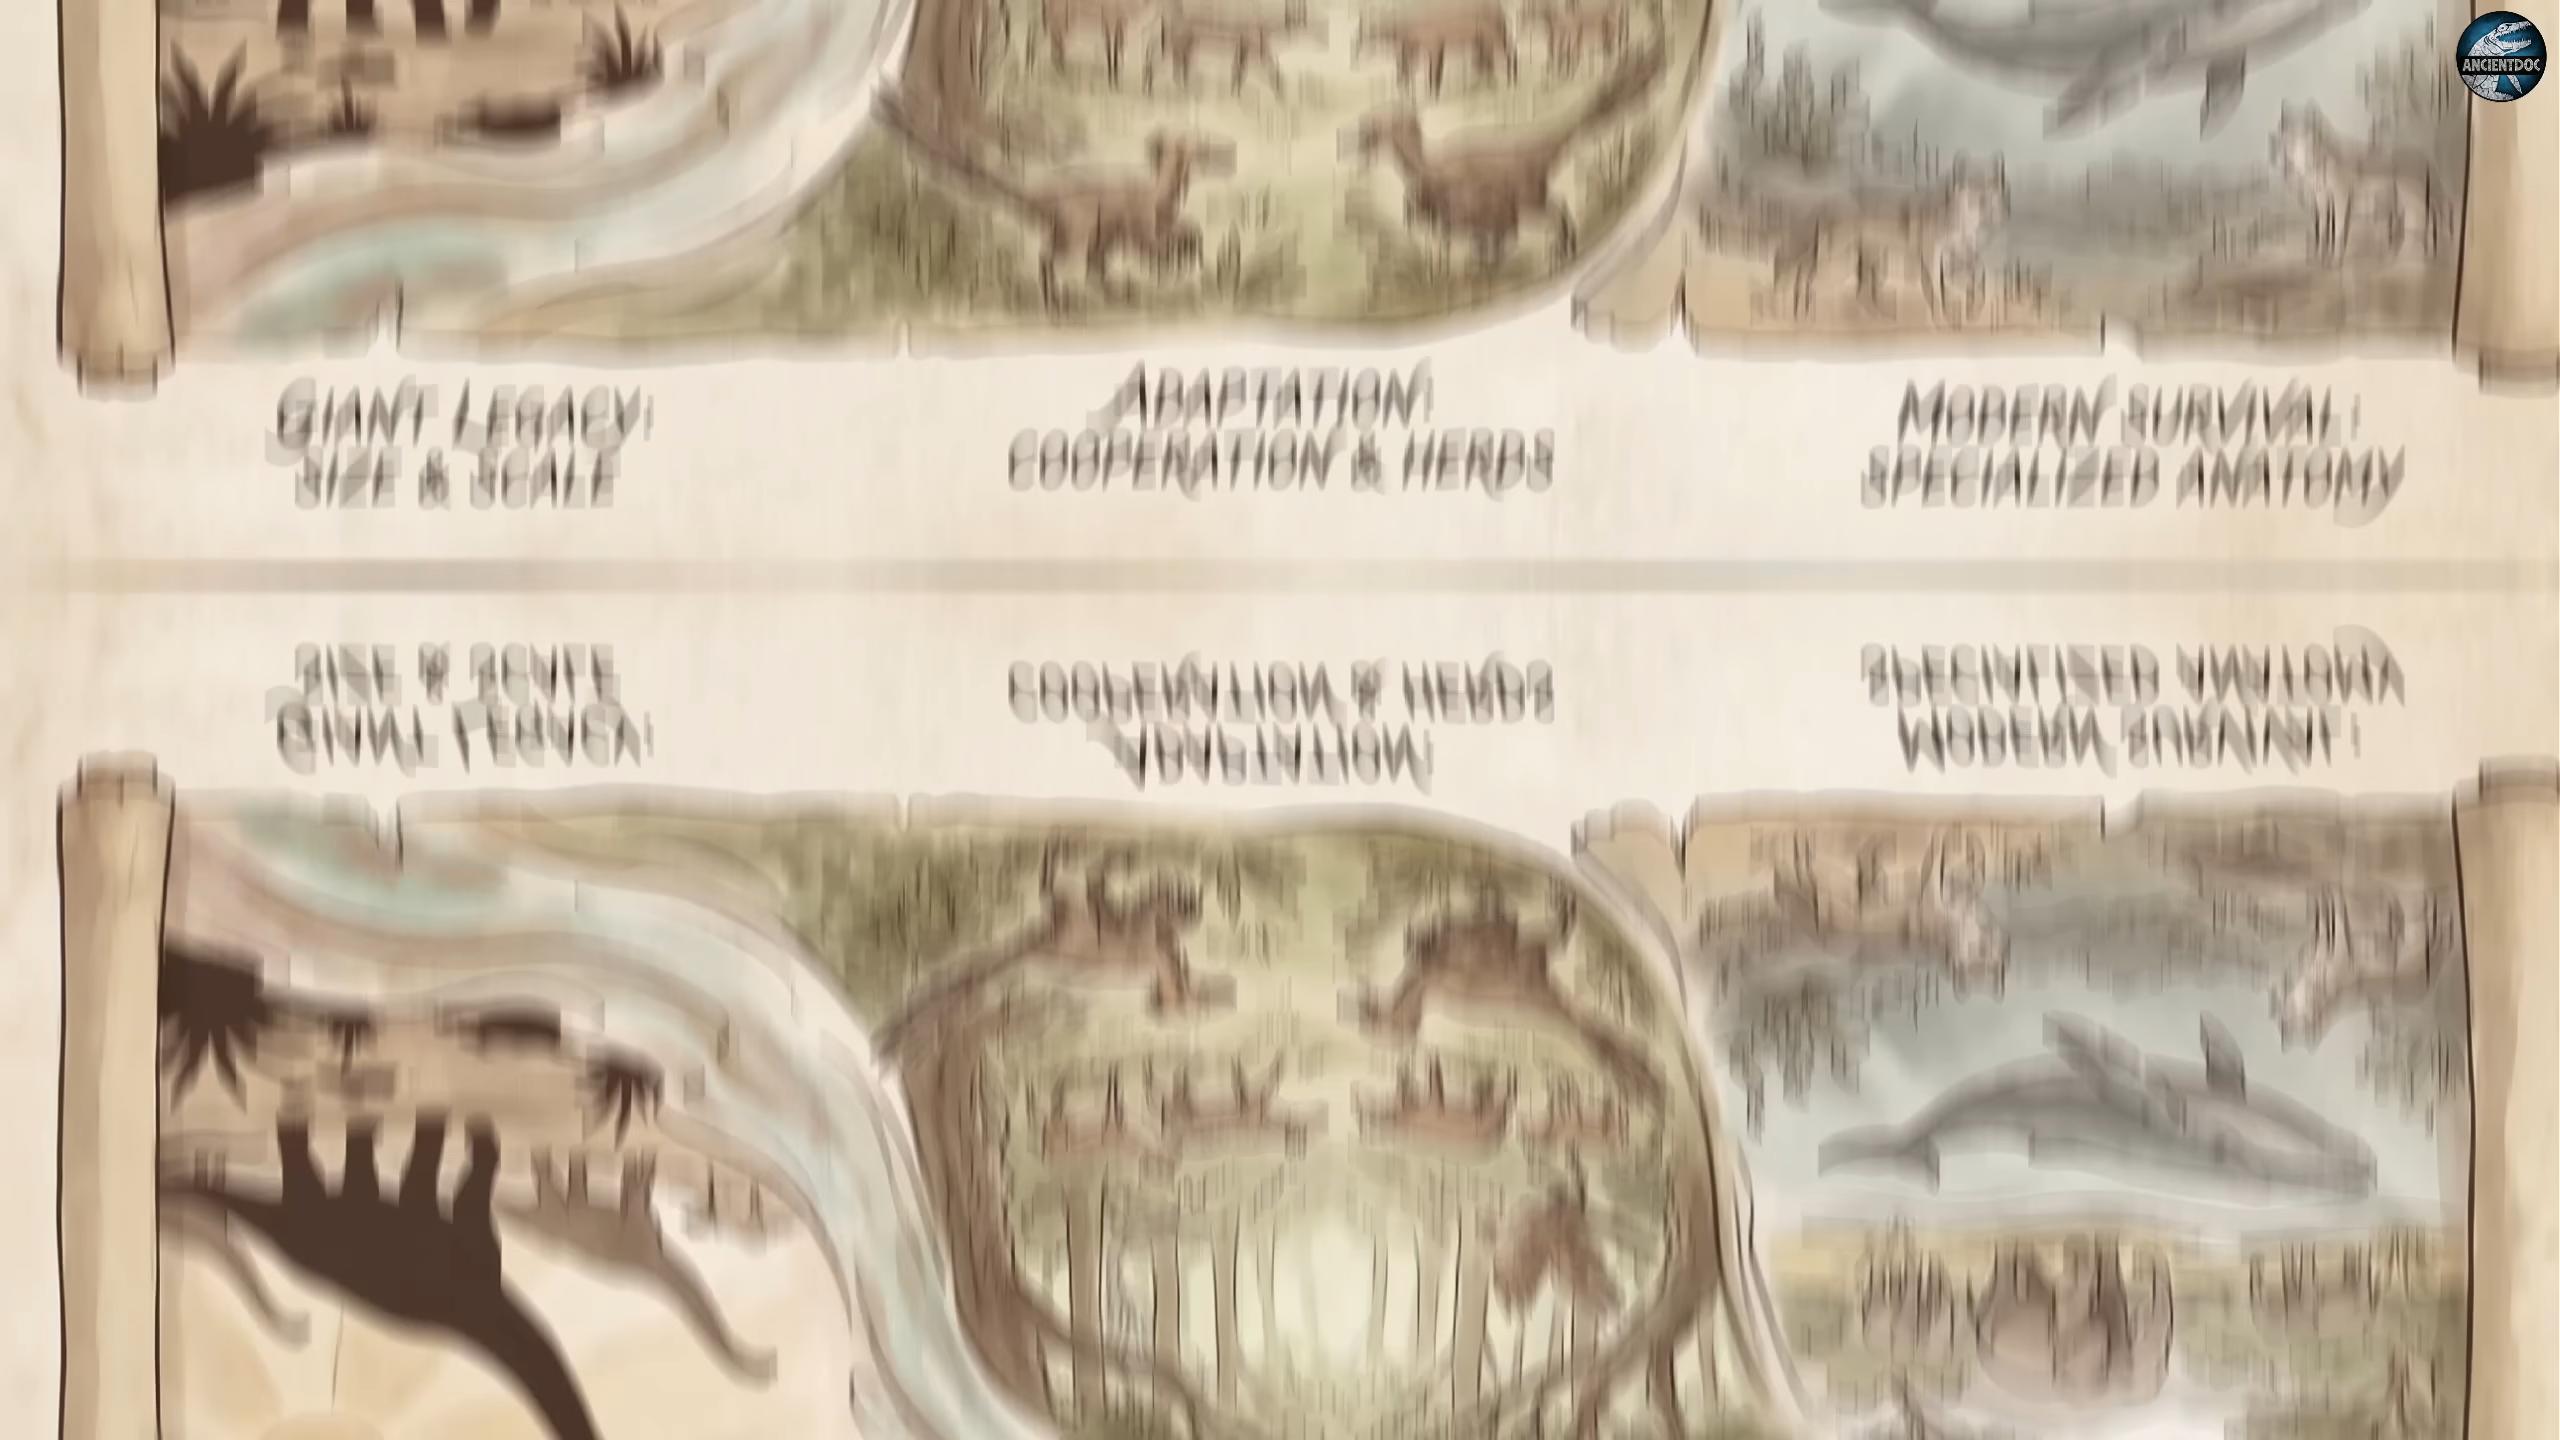 ANCIENTDOC
GIANT LEGACY:
SIZE & SCALE
ADAPTATION:
COOPERATION & HERDS
MODERN SURVIVAL:
SPECIALIZED ANATOMY